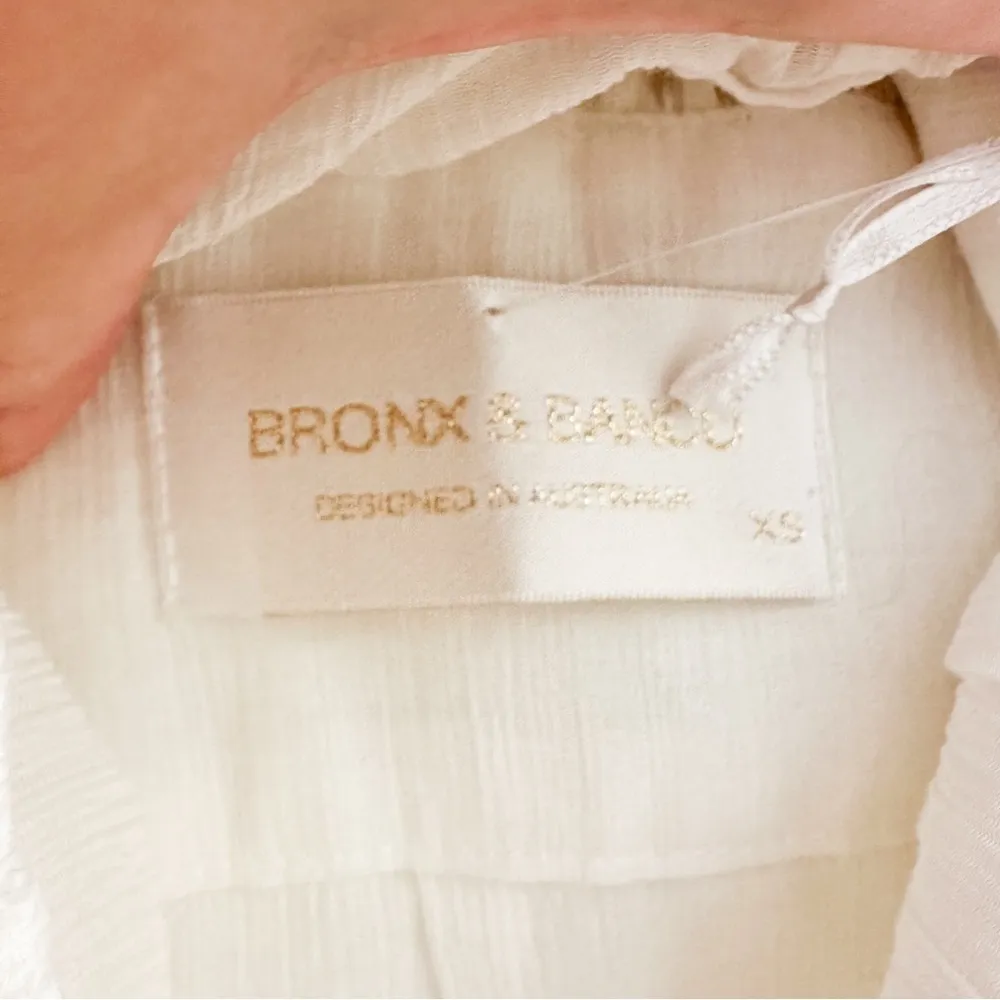 BRONX & BANCO
DESIGNED IN AUSTRALIA
XS